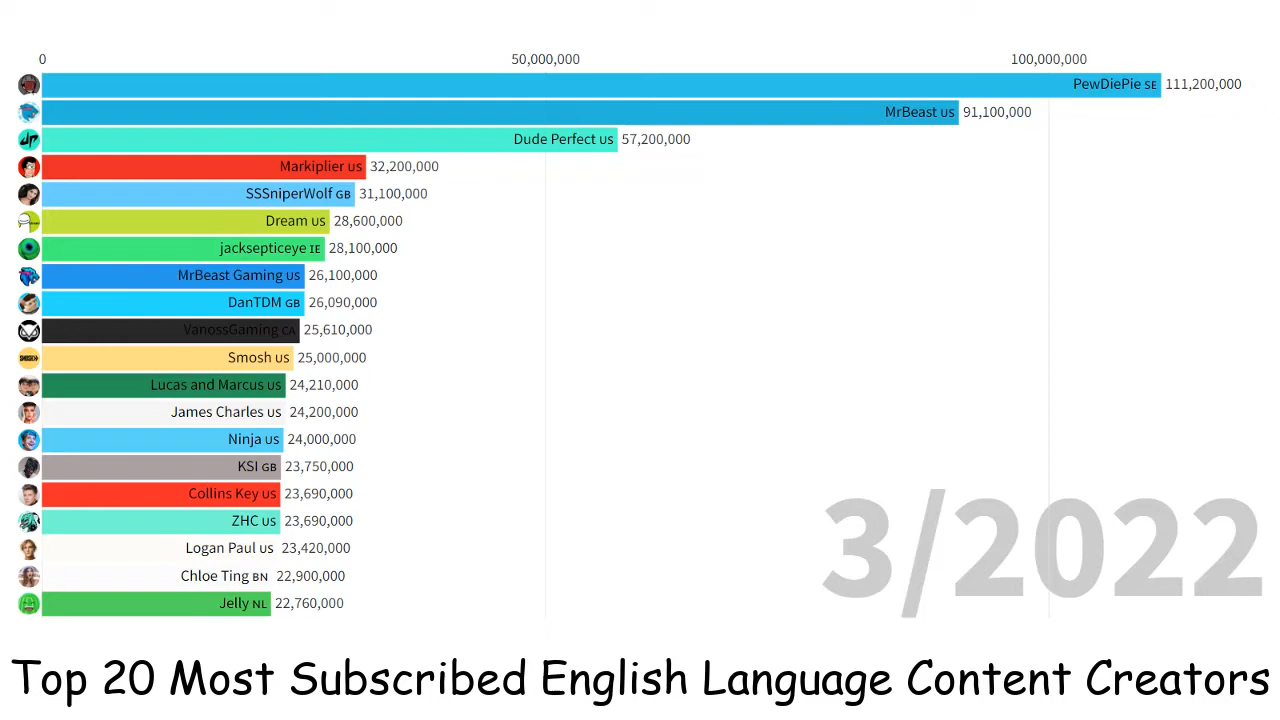 0 50,000,000 100,000,000
PewDiePie SE 111,200,000
MrBeast US 91,100,000
Dude Perfect US 57,200,000
Markiplier US 32,200,000
SSSniperWolf GB 31,100,000
Dream US 28,600,000
jacksepticeye IE 28,100,000
MrBeast Gaming US 26,100,000
DanTDM GB 26,090,000
VanossGaming CA 25,610,000
SMOSH Smosh US 25,000,000
Lucas and Marcus US 24,210,000
James Charles US 24,200,000
Ninja US 24,000,000
KSI GB 23,750,000
Collins Key US 23,690,000
ZHC US 23,690,000
Logan Paul US 23,420,000
Chloe Ting BN 22,900,000
Jelly NL 22,760,000
3/2022
Top 20 Most Subscribed English Language Content Creators